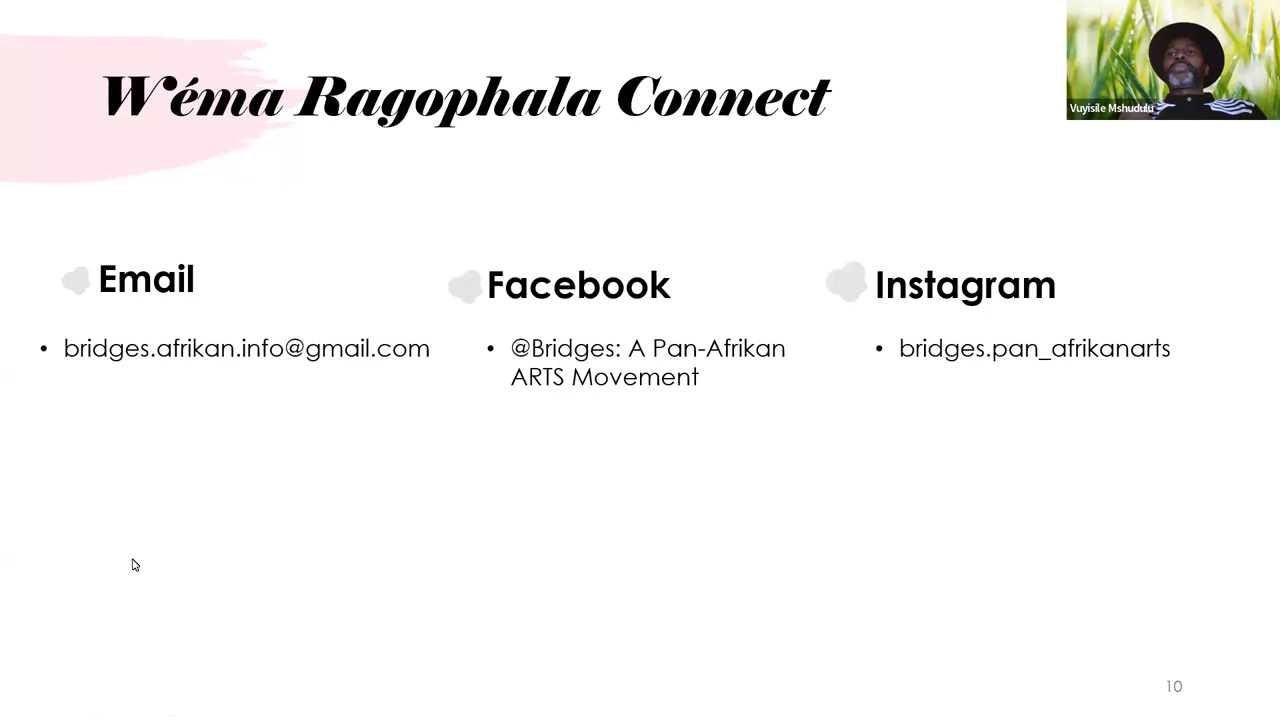 W'éma Ragophala Connect
Vuyisile Mshudulu
Email
Facebook
Instagram
• bridges.afrikan.info@gmail.com
• @Bridges: A Pan-Afrikan
ARTS Movement
• bridges.pan_afrikanarts
10